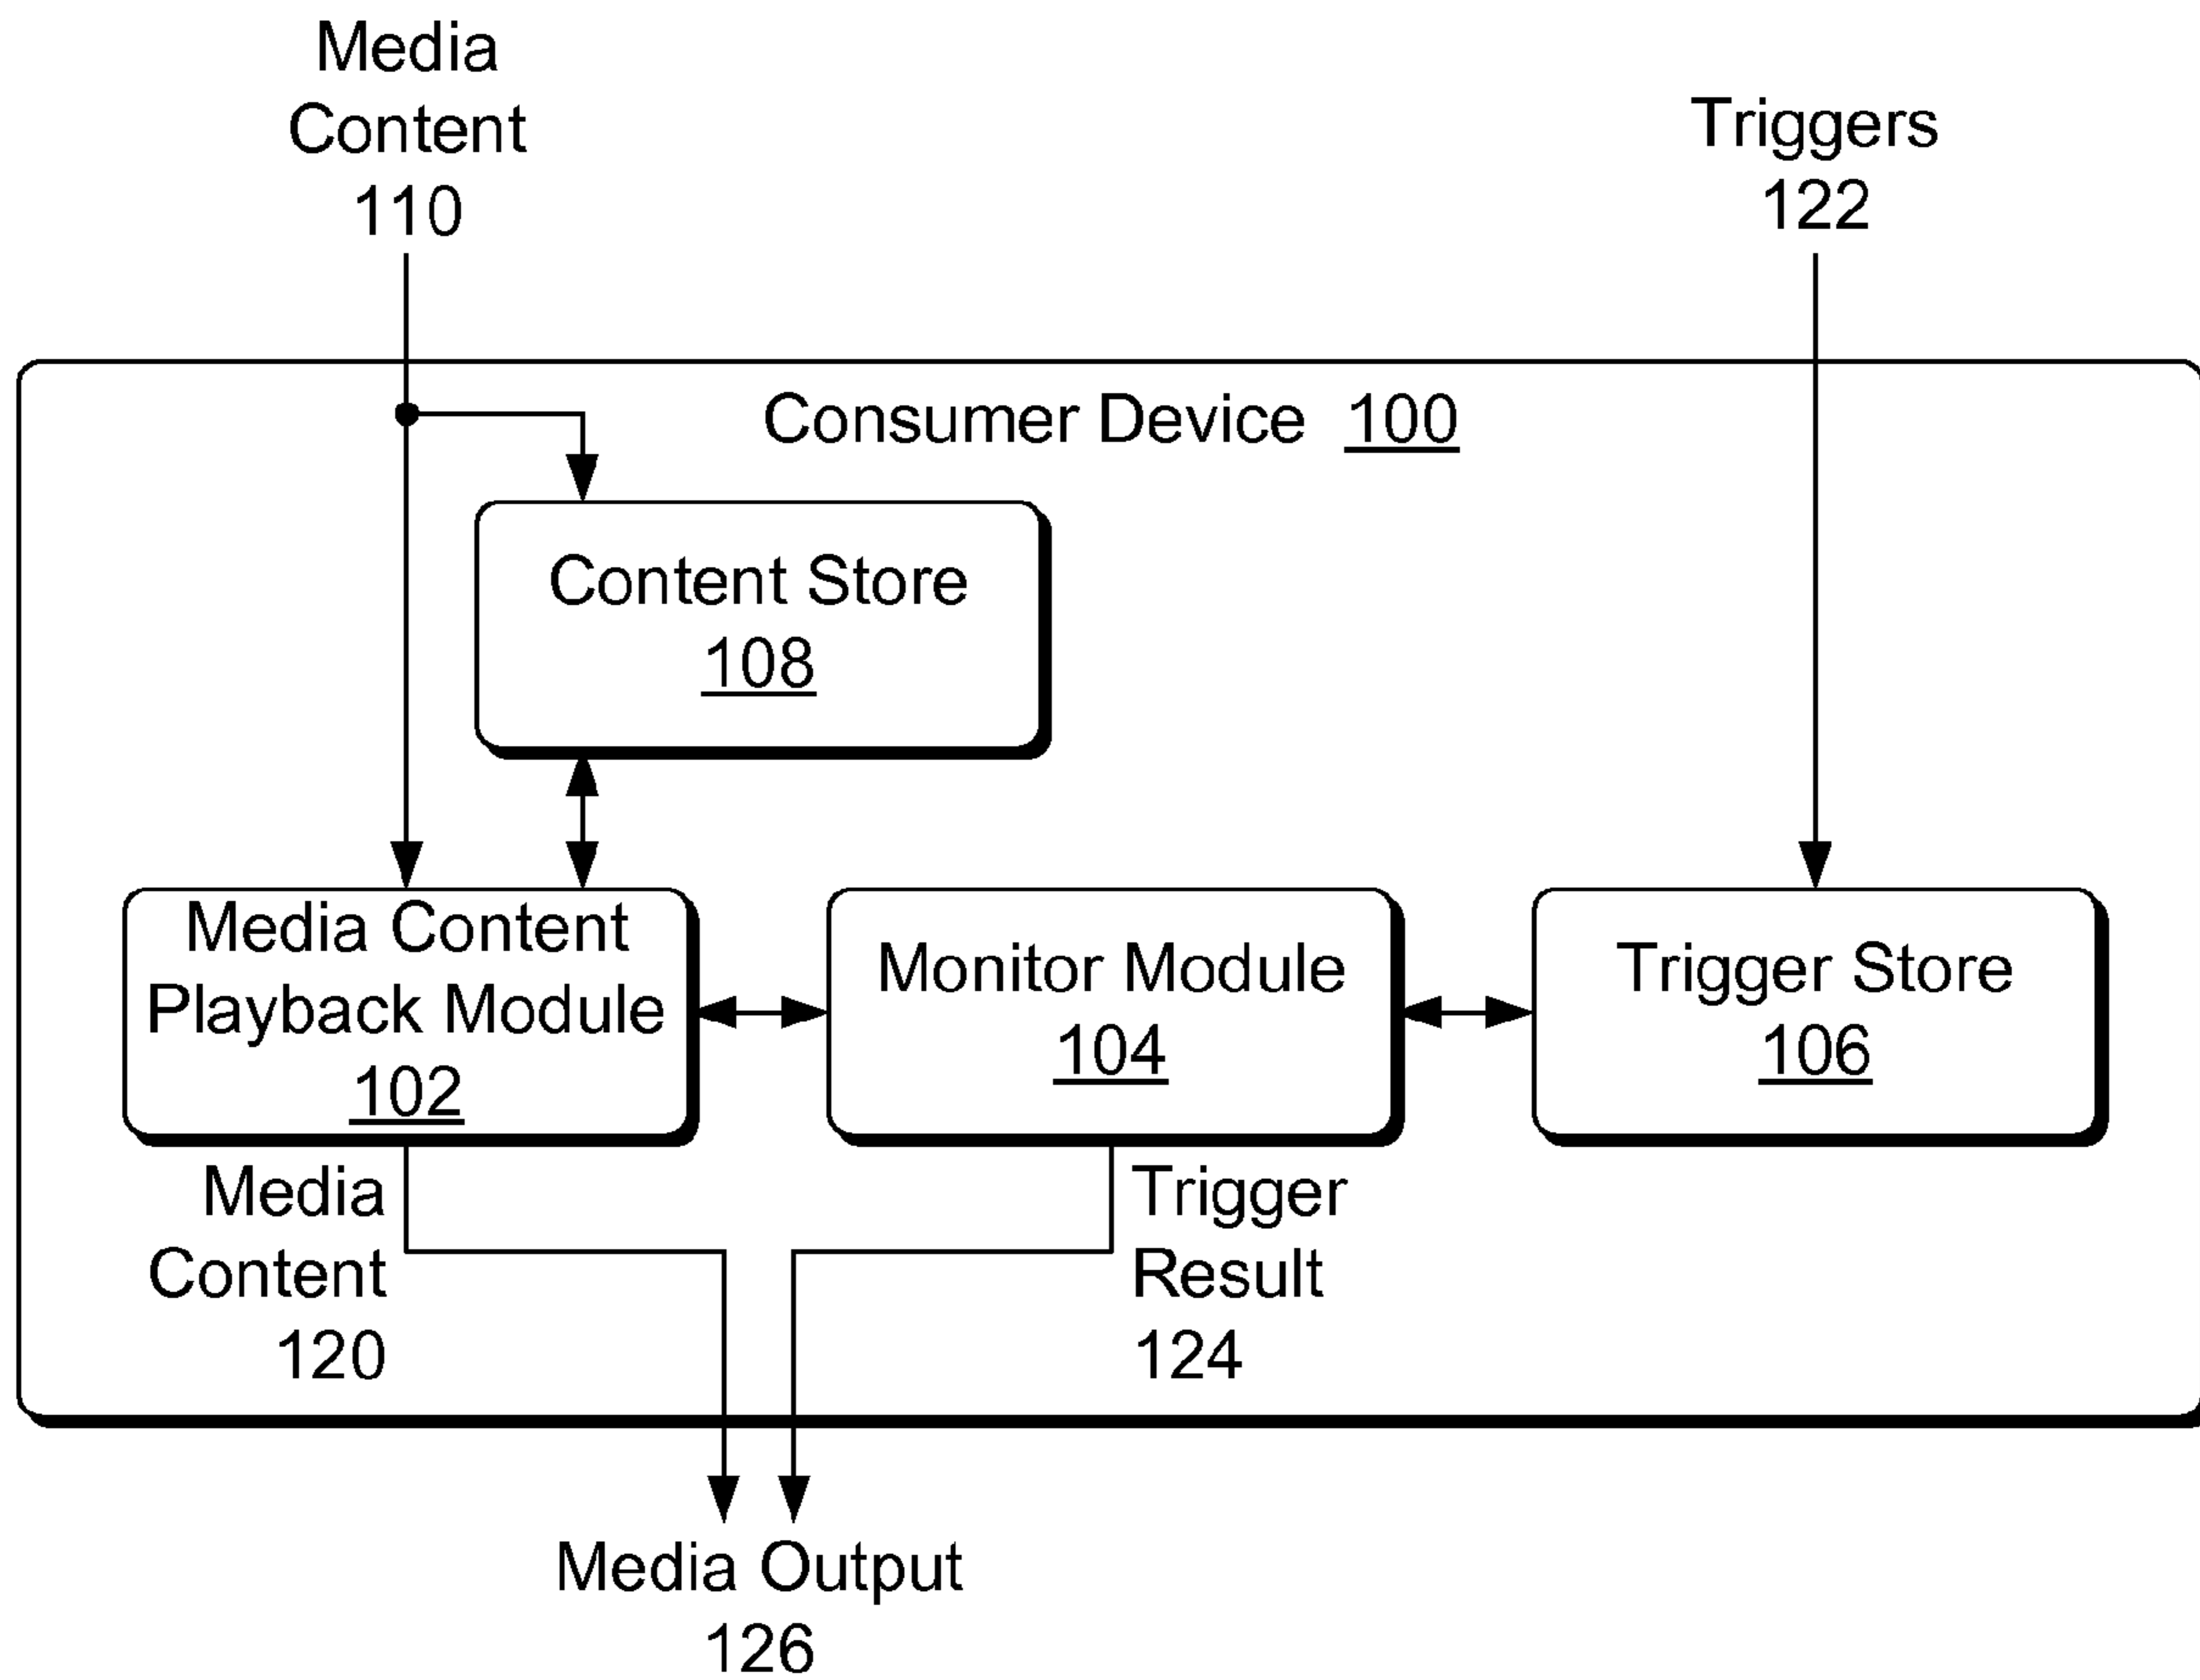 Media
Content
110
Triggers
122
Consumer Device 100
Content Store
108
Media Content
Playback Module
102
Monitor Module
104
Trigger Store
106
Media
Content
120
Trigger
Result
124
Media Output
126